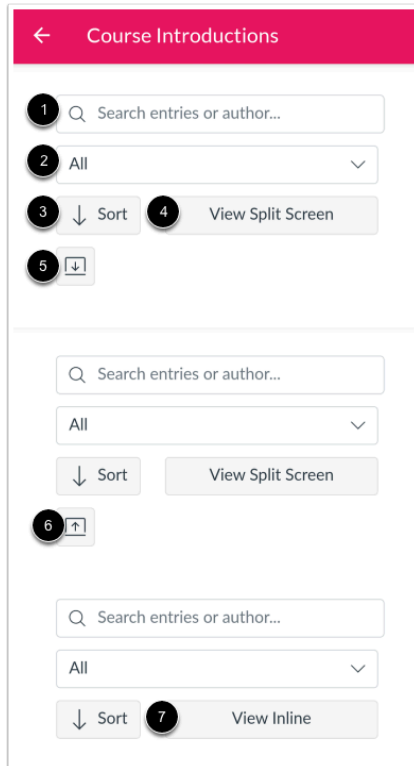 Course Introductions
1 Search entries or author...
2 All
3 Sort 4 View Split Screen
5
Search entries or author...
All
Sort View Split Screen
6
Search entries or author...
All
Sort 7 View Inline